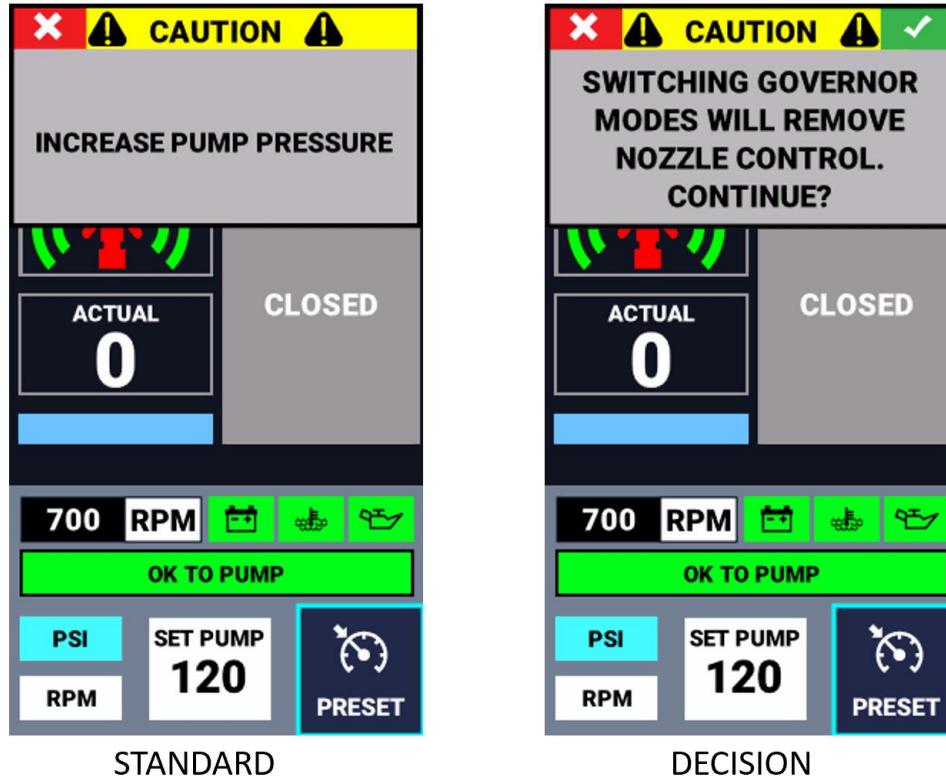 CAUTION
INCREASE PUMP PRESSURE
ACTUAL
0
CLOSED
700 RPM
OK TO PUMP
PSI
RPM
SET PUMP
120
PRESET
STANDARD
CAUTION
SWITCHING GOVERNOR
MODES WILL REMOVE
NOZZLE CONTROL.
CONTINUE?
ACTUAL
0
CLOSED
700 RPM
OK TO PUMP
PSI
RPM
SET PUMP
120
PRESET
DECISION